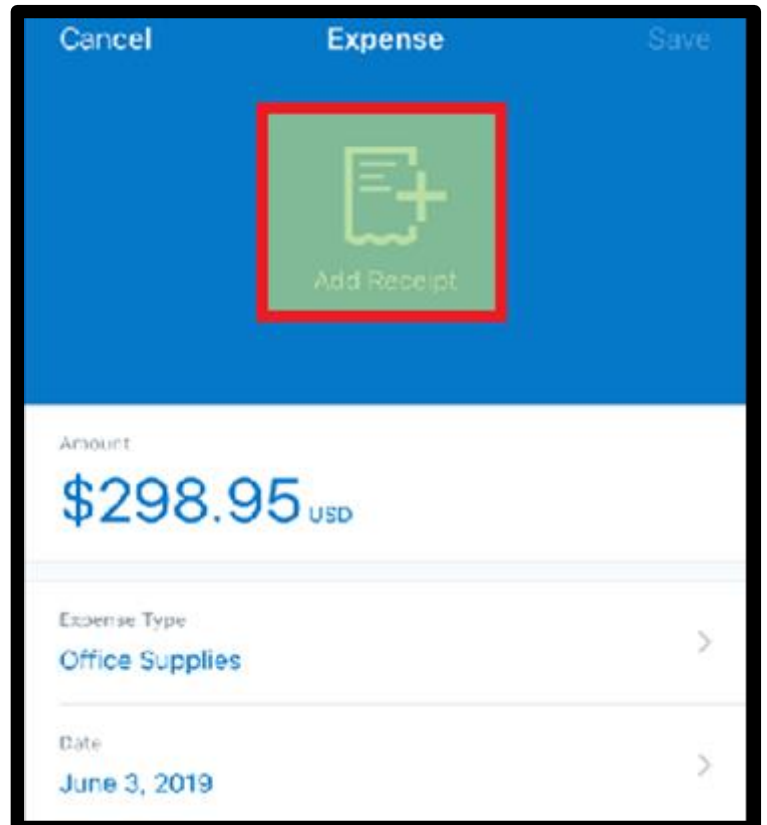 Cancel Expense Save
Add Receipt
Amount
$298.95 USD
Expense Type
Office Supplies
Date
June 3, 2019